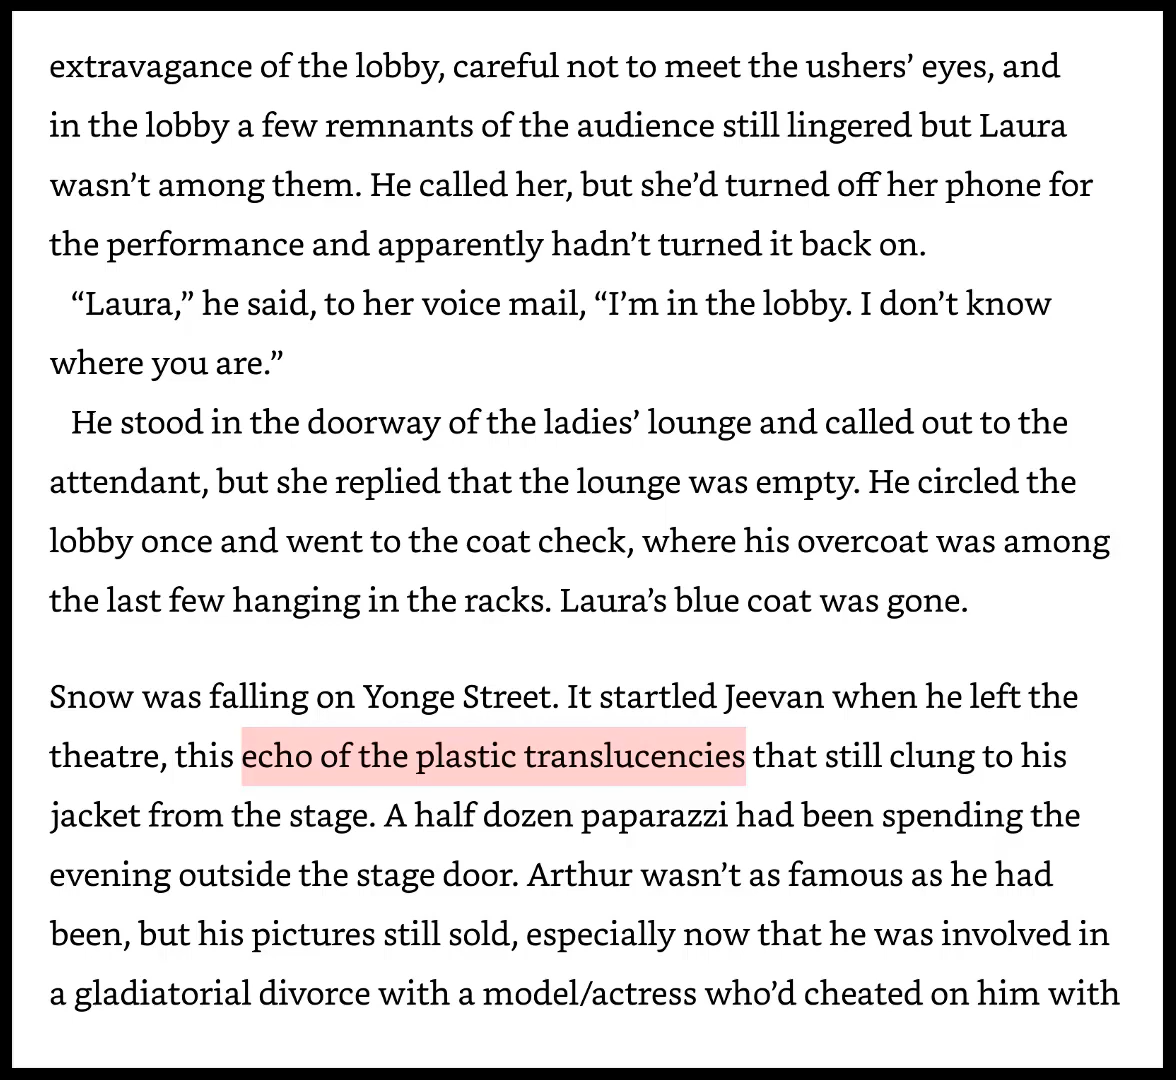 extravagance of the lobby, careful not to meet the ushers’ eyes, and
in the lobby a few remnants of the audience still lingered but Laura
wasn’t among them. He called her, but she’d turned off her phone for
the performance and apparently hadn’t turned it back on.
“Laura,” he said, to her voice mail, “I’m in the lobby. I don’t know
where you are.”
He stood in the doorway of the ladies’ lounge and called out to the
attendant, but she replied that the lounge was empty. He circled the
lobby once and went to the coat check, where his overcoat was among
the last few hanging in the racks. Laura’s blue coat was gone.
Snow was falling on Yonge Street. It startled Jeevan when he left the
theatre, this echo of the plastic translucencies that still clung to his
jacket from the stage. A half dozen paparazzi had been spending the
evening outside the stage door. Arthur wasn’t as famous as he had
been, but his pictures still sold, especially now that he was involved in
a gladiatorial divorce with a model/actress who’d cheated on him with